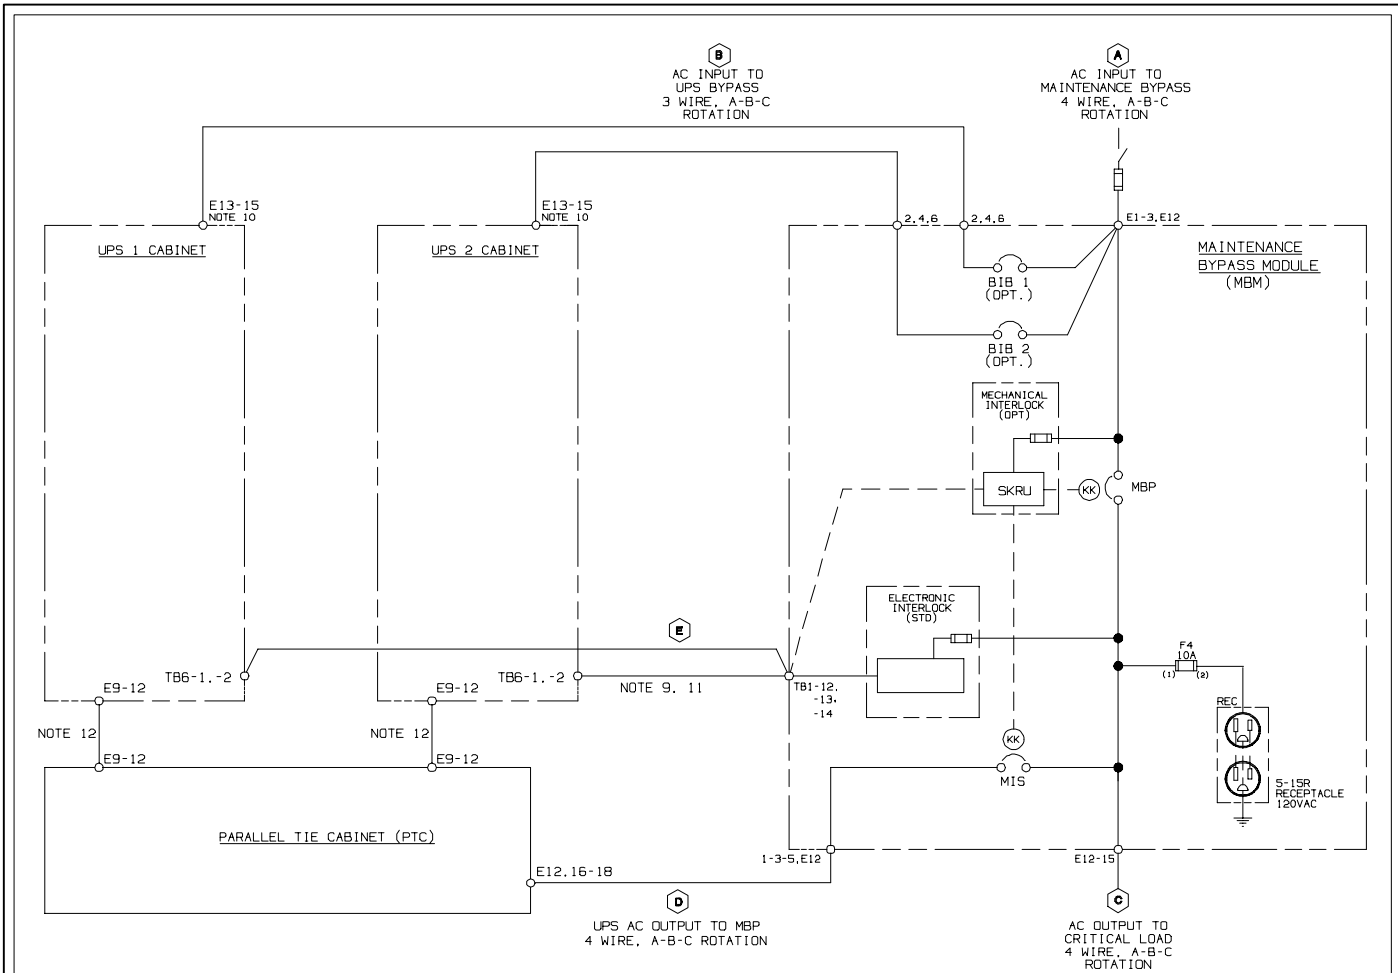 B
AC INPUT TO
UPS BYPASS
3 WIRE, A-B-C
ROTATION
A
AC INPUT TO
MAINTENANCE BYPASS
4 WIRE, A-B-C
ROTATION
E13-15
NOTE 10
E13-15
NOTE 10
2,4,6
2,4,6
E1-3,E12
UPS 1 CABINET
UPS 2 CABINET
MAINTENANCE
BYPASS MODULE
(MBM)
BIB 1
(OPT.)
BIB 2
(OPT.)
MECHANICAL
INTERLOCK
(OPT)
SKRU
KK
MBP
ELECTRONIC
INTERLOCK
(STD)
E
F4
10A
(1)
(2)
TB6-1,-2
TB6-1,-2
NOTE 9, 11
TB1-12,
-13,
-14
E9-12
E9-12
REC
NOTE 12
NOTE 12
KK
E9-12
E9-12
MIS
5-15R
RECEPTACLE
120VAC
PARALLEL TIE CABINET (PTC)
1-3-5,E12
E12-15
E12,16-18
D
UPS AC OUTPUT TO MBP
4 WIRE, A-B-C ROTATION
C
AC OUTPUT TO
CRITICAL LOAD
4 WIRE, A-B-C
ROTATION